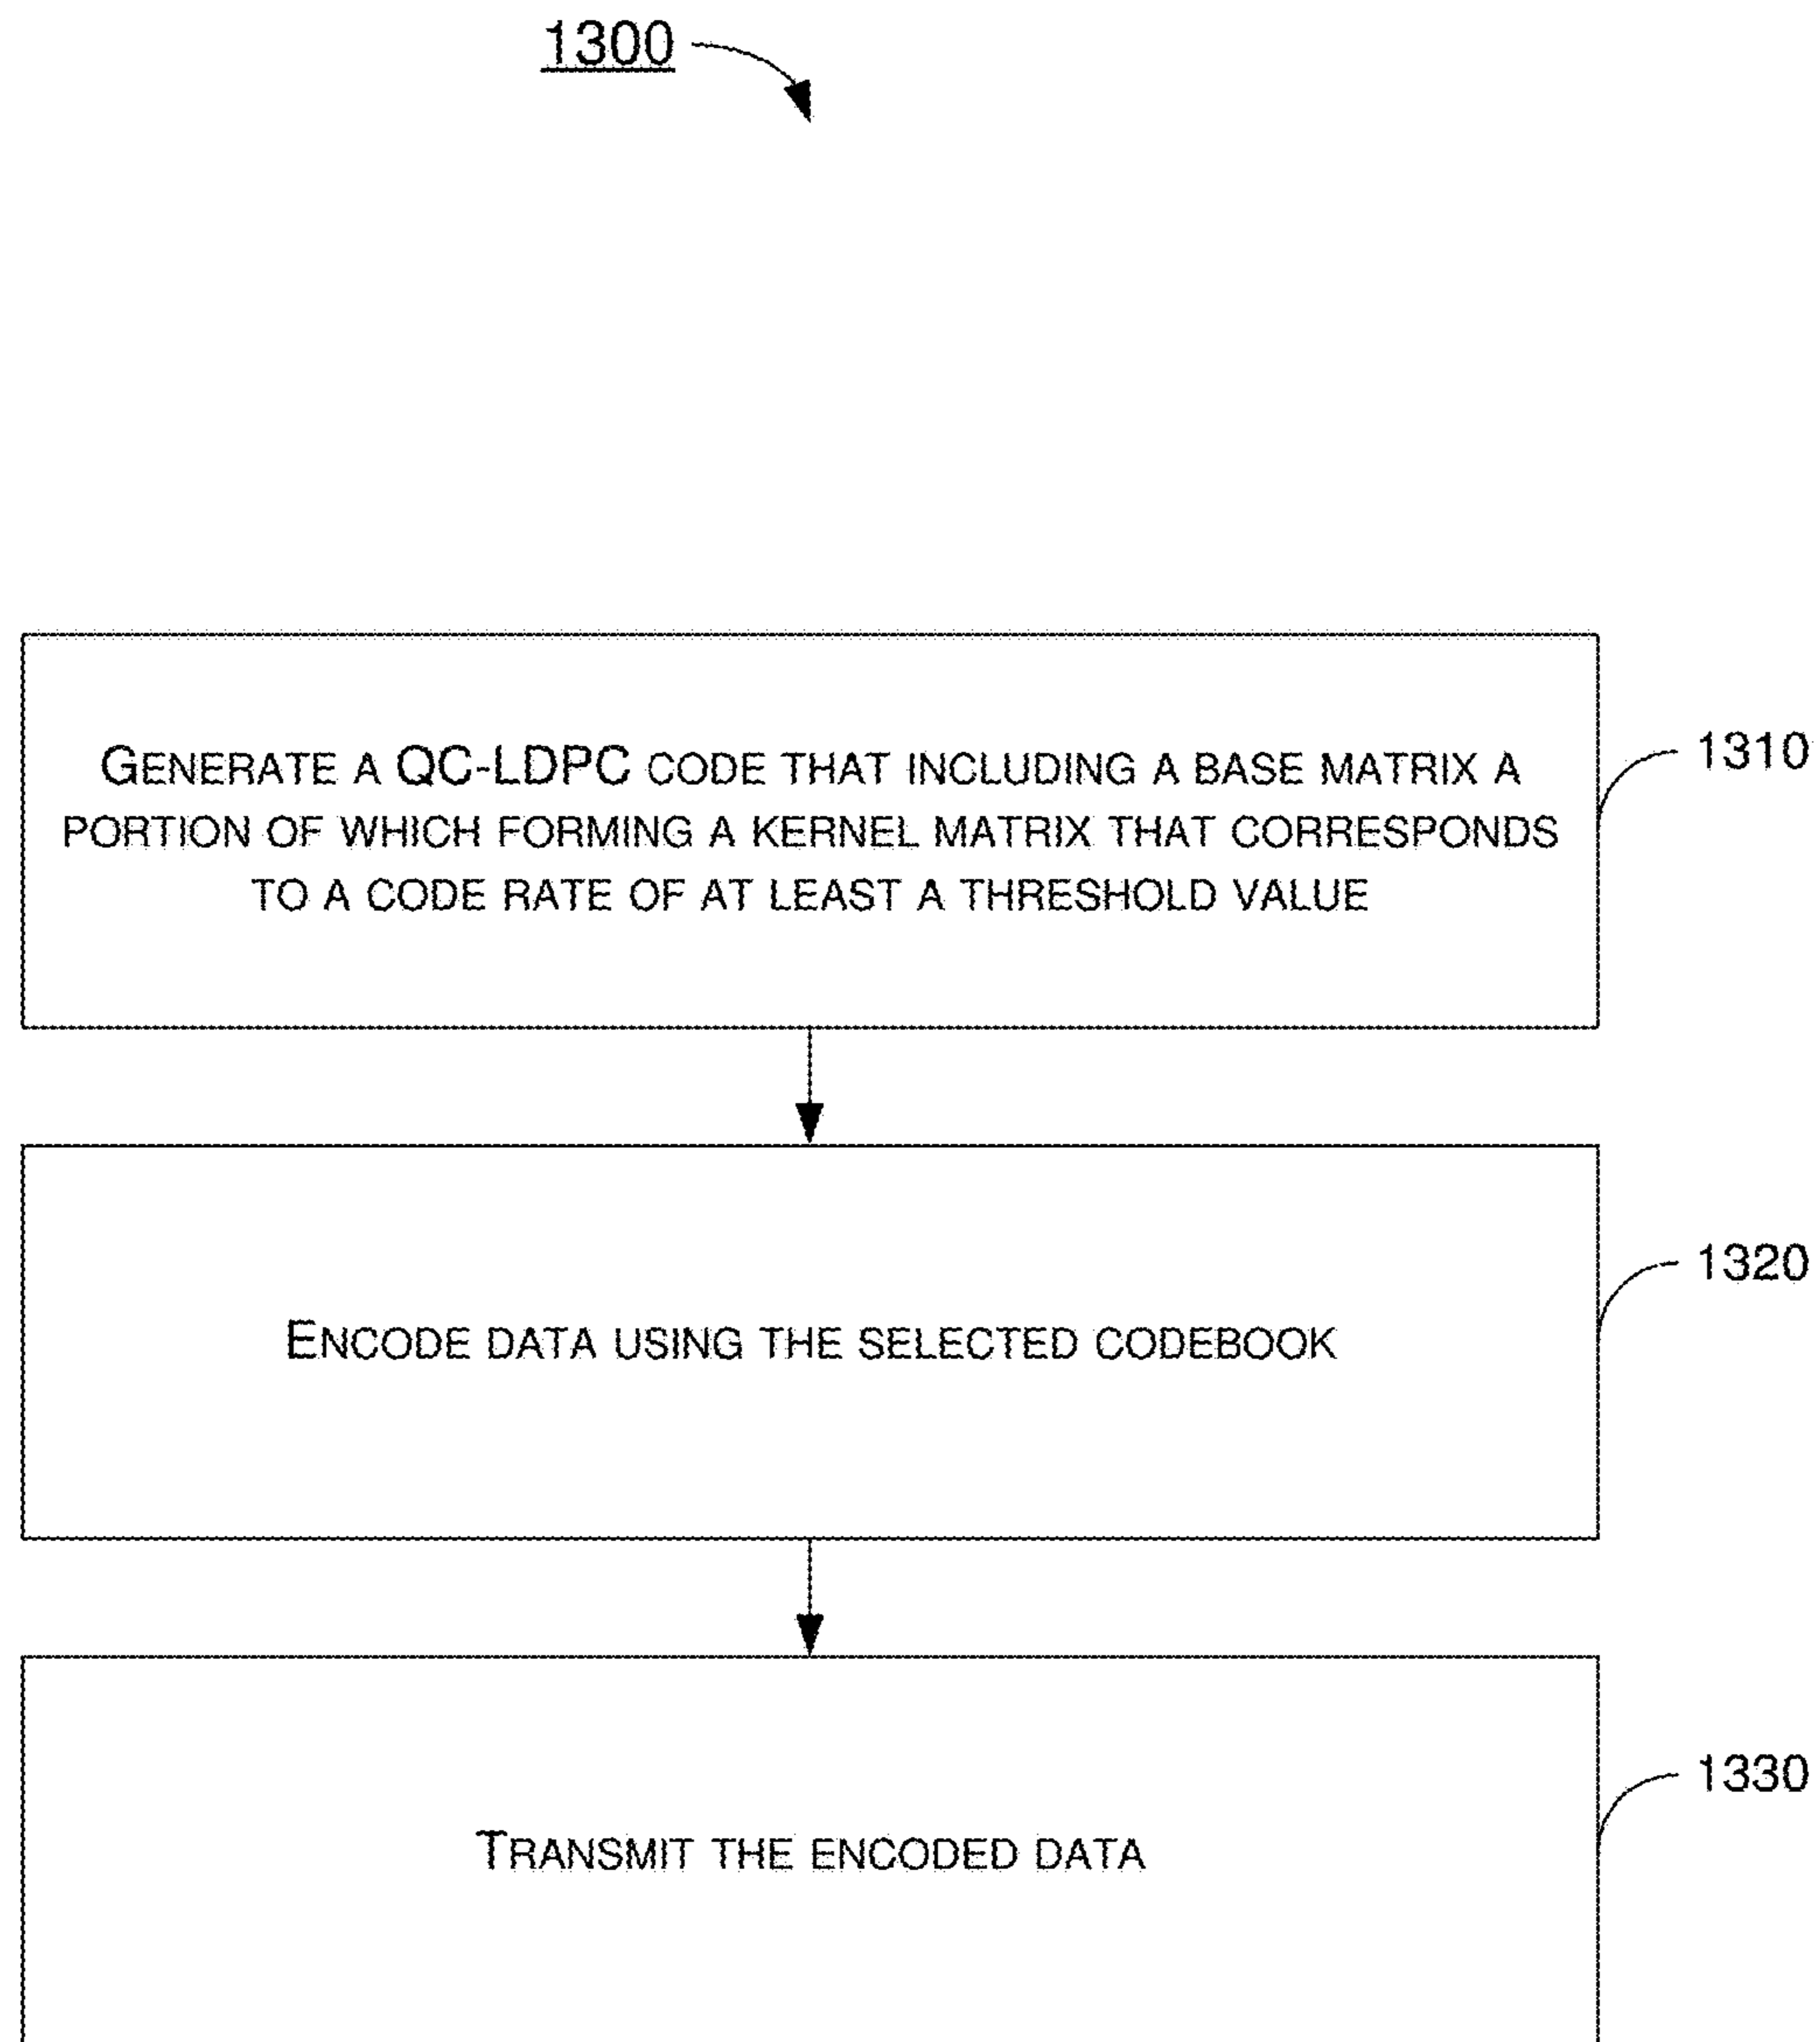 1300
GENERATE A QC-LDPC CODE THAT INCLUDING A BASE MATRIX A
PORTION OF WHICH FORMING A KERNEL MATRIX THAT CORRESPONDS
TO A CODE RATE OF AT LEAST A THRESHOLD VALUE
1310
ENCODE DATA USING THE SELECTED CODEBOOK
1320
TRANSMIT THE ENCODED DATA
1330